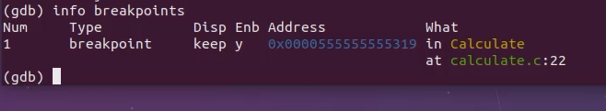 (gdb) info breakpoints
Num     Type           Disp Enb Address            What
1       breakpoint     keep y   0x0000555555555319 in Calculate
                                                   at calculate.c:22
(gdb)